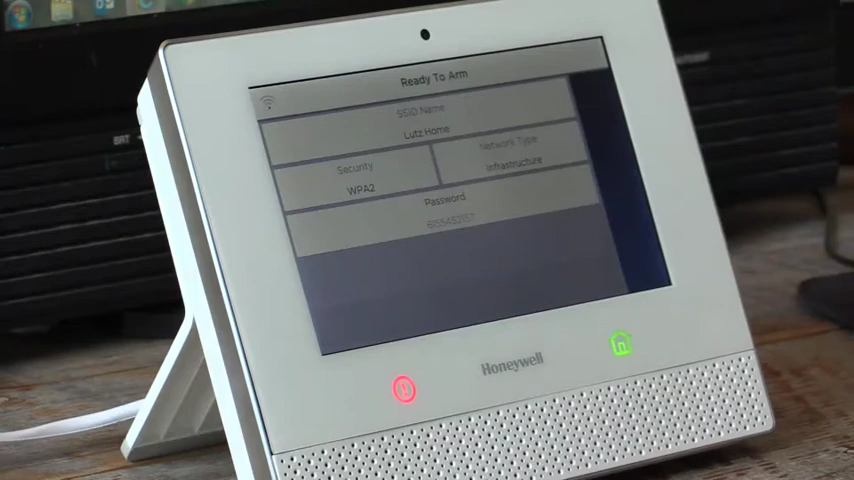 Ready To Arm
SSID Name
Lutz Home
Security
WPA2
Network Type
Infrastructure
Password
Honeywell